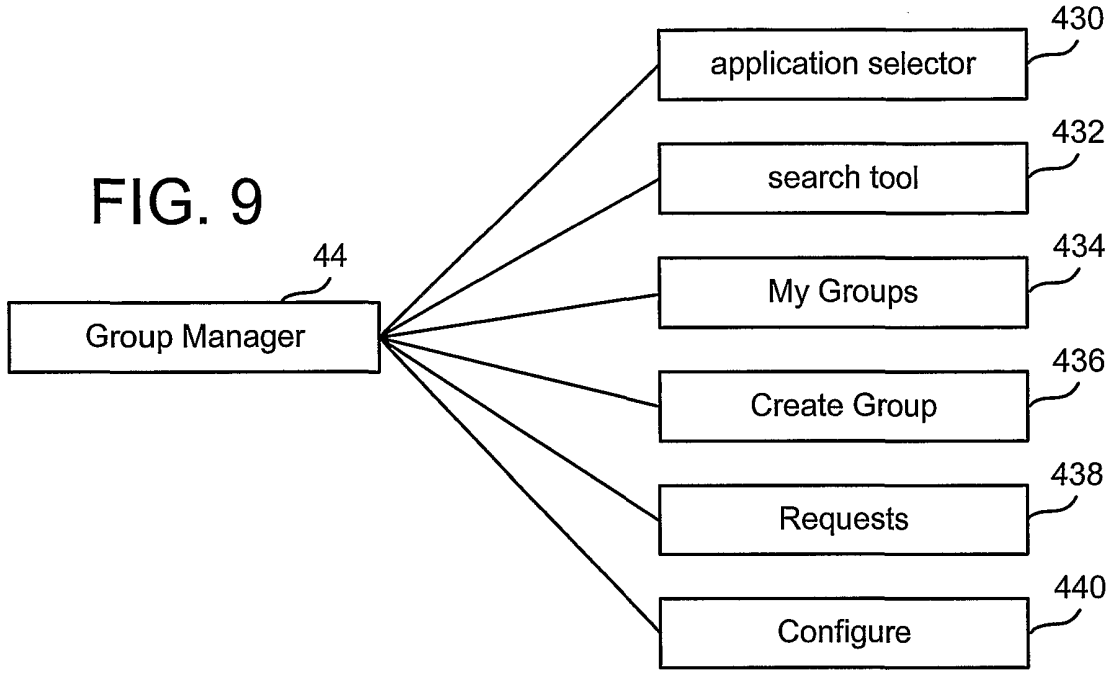 430
application selector
432
search tool
FIG. 9
434
44
My Groups
Group Manager
436
Create Group
438
Requests
440
Configure